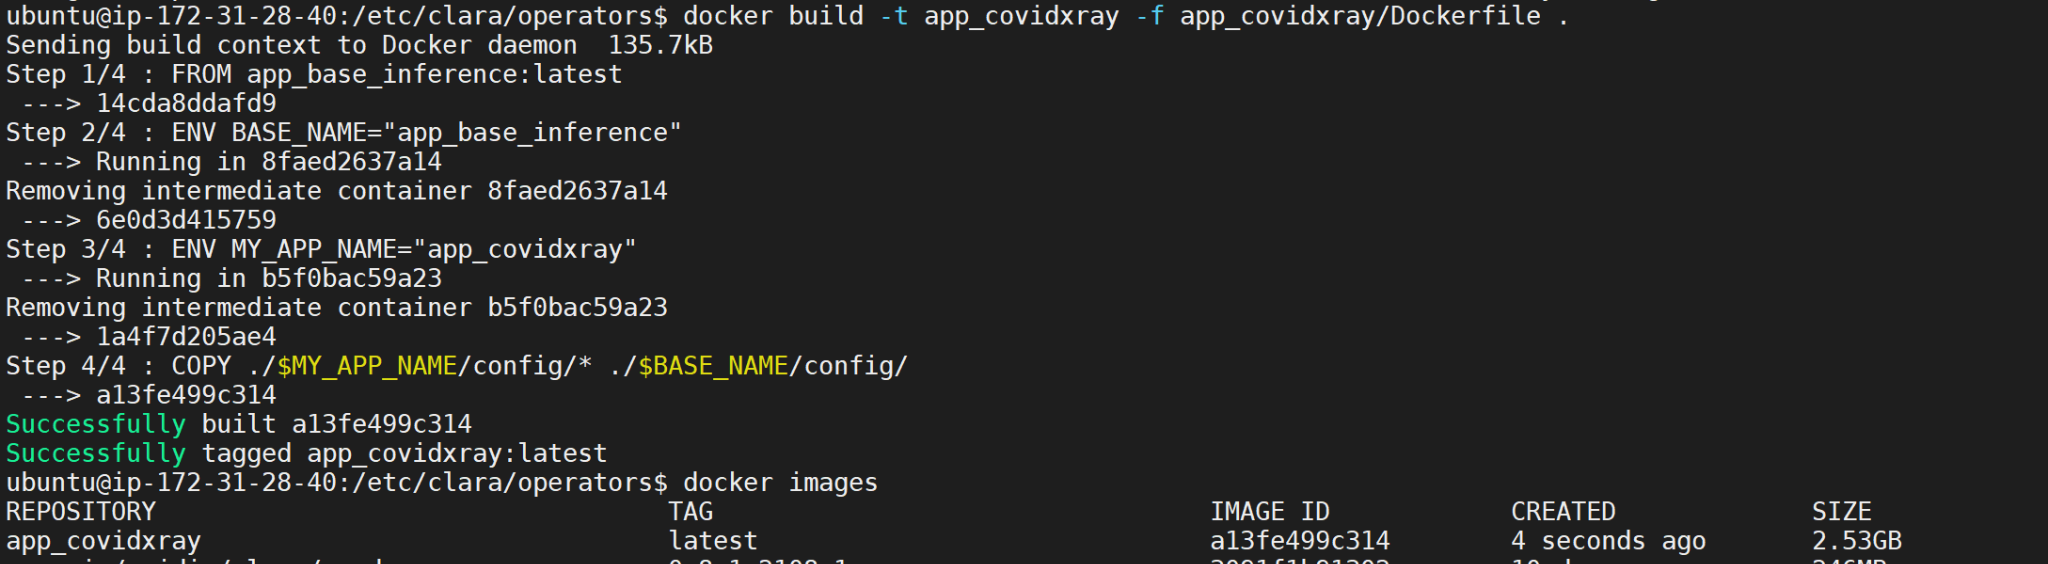 ubuntu@ip-172-31-28-40:/etc/clara/operators$ docker build -t app_covidxray -f app_covidxray/Dockerfile .
Sending build context to Docker daemon  135.7kB
Step 1/4 : FROM app_base_inference:latest
 ---> 14cda8ddafd9
Step 2/4 : ENV BASE_NAME="app_base_inference"
 ---> Running in 8faed2637a14
Removing intermediate container 8faed2637a14
 ---> 6e0d3d415759
Step 3/4 : ENV MY_APP_NAME="app_covidxray"
 ---> Running in b5f0bac59a23
Removing intermediate container b5f0bac59a23
 ---> 1a4f7d205ae4
Step 4/4 : COPY ./$MY_APP_NAME/config/* ./$BASE_NAME/config/
 ---> a13fe499c314
Successfully built a13fe499c314
Successfully tagged app_covidxray:latest
ubuntu@ip-172-31-28-40:/etc/clara/operators$ docker images
REPOSITORY TAG IMAGE ID CREATED SIZE
app_covidxray latest a13fe499c314 4 seconds ago 2.53GB